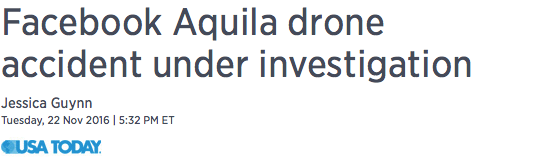 Facebook Aquila drone
accident under investigation
Jessica Guynn
Tuesday, 22 Nov 2016 | 5:32 PM ET
USA TODAY